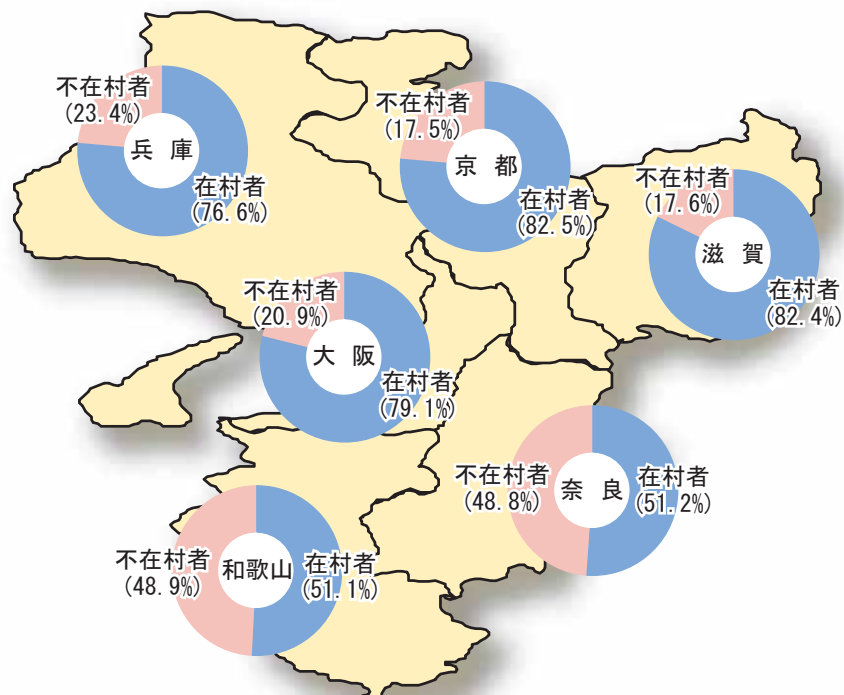 不在村者
(23.4%)
兵 庫
在村者
(76.6%)
不在村者
(17.5%)
京 都
在村者
(82.5%)
不在村者
(17.6%)
滋 賀
在村者
(82.4%)
不在村者
(20.9%)
大 阪
在村者
(79.1%)
不在村者
(48.8%)
奈 良
在村者
(51.2%)
不在村者
(48.9%)
和歌山
在村者
(51.1%)